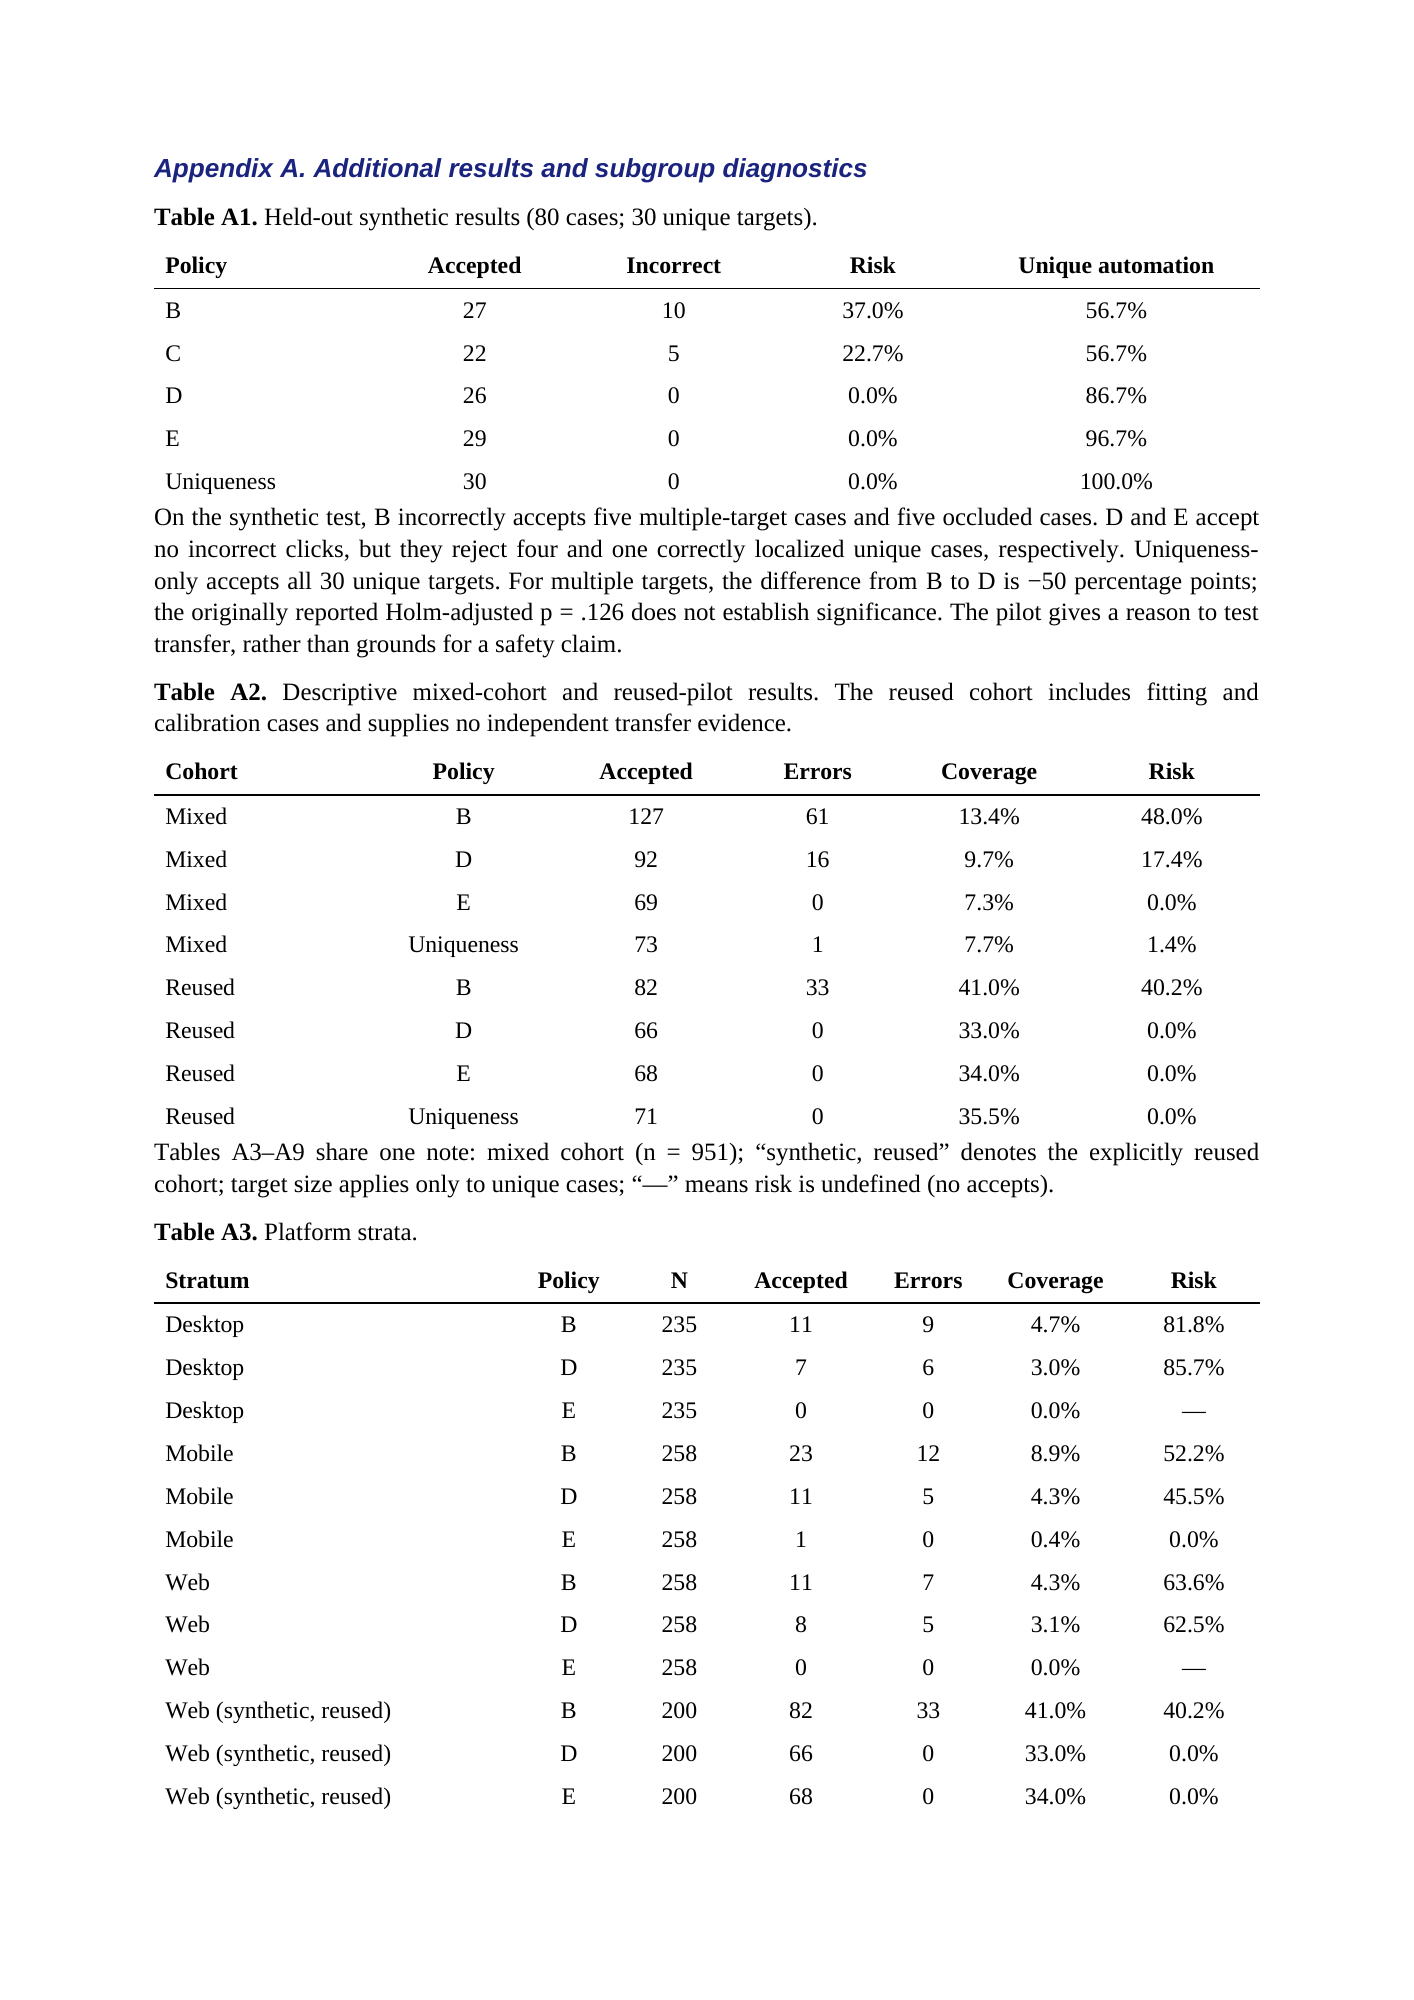 Appendix A. Additional results and subgroup diagnostics
Table A1. Held-out synthetic results (80 cases; 30 unique targets).
Policy Accepted Incorrect Risk Unique automation
B 27 10 37.0% 56.7%
C 22 5 22.7% 56.7%
D 26 0 0.0% 86.7%
E 29 0 0.0% 96.7%
Uniqueness 30 0 0.0% 100.0%
On the synthetic test, B incorrectly accepts five multiple-target cases and five occluded cases. D and E accept
no incorrect clicks, but they reject four and one correctly localized unique cases, respectively. Uniqueness-
only accepts all 30 unique targets. For multiple targets, the difference from B to D is −50 percentage points;
the originally reported Holm-adjusted p = .126 does not establish significance. The pilot gives a reason to test
transfer, rather than grounds for a safety claim.
Table A2. Descriptive mixed-cohort and reused-pilot results. The reused cohort includes fitting and
calibration cases and supplies no independent transfer evidence.
Cohort Policy Accepted Errors Coverage Risk
Mixed B 127 61 13.4% 48.0%
Mixed D 92 16 9.7% 17.4%
Mixed E 69 0 7.3% 0.0%
Mixed Uniqueness 73 1 7.7% 1.4%
Reused B 82 33 41.0% 40.2%
Reused D 66 0 33.0% 0.0%
Reused E 68 0 34.0% 0.0%
Reused Uniqueness 71 0 35.5% 0.0%
Tables A3–A9 share one note: mixed cohort (n = 951); “synthetic, reused” denotes the explicitly reused
cohort; target size applies only to unique cases; “—” means risk is undefined (no accepts).
Table A3. Platform strata.
Stratum Policy N Accepted Errors Coverage Risk
Desktop B 235 11 9 4.7% 81.8%
Desktop D 235 7 6 3.0% 85.7%
Desktop E 235 0 0 0.0% —
Mobile B 258 23 12 8.9% 52.2%
Mobile D 258 11 5 4.3% 45.5%
Mobile E 258 1 0 0.4% 0.0%
Web B 258 11 7 4.3% 63.6%
Web D 258 8 5 3.1% 62.5%
Web E 258 0 0 0.0% —
Web (synthetic, reused) B 200 82 33 41.0% 40.2%
Web (synthetic, reused) D 200 66 0 33.0% 0.0%
Web (synthetic, reused) E 200 68 0 34.0% 0.0%